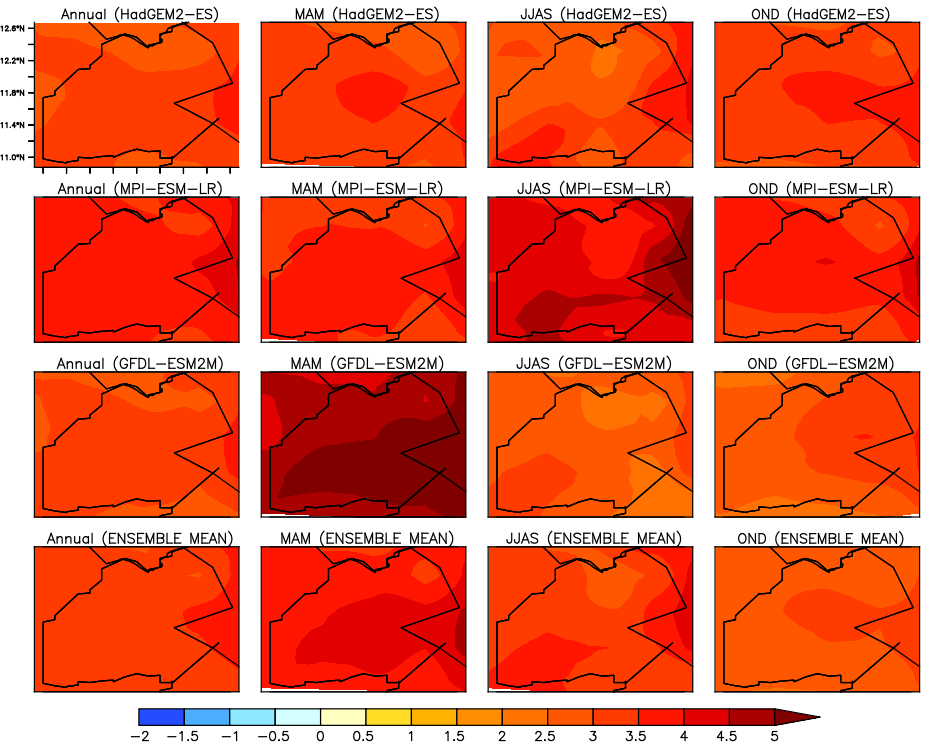 Annual (HadGEM2-ES) MAM (HadGEM2-ES) JJAS (HadGEM2-ES) OND (HadGEM2-ES)
12.6°N
12.2°N
11.8°N
11.4°N
11.0°N
Annual (MPI-ESM-LR) MAM (MPI-ESM-LR) JJAS (MPI-ESM-LR) OND (MPI-ESM-LR)
Annual (GFDL-ESM2M) MAM (GFDL-ESM2M) JJAS (GFDL-ESM2M) OND (GFDL-ESM2M)
Annual (ENSEMBLE MEAN) MAM (ENSEMBLE MEAN) JJAS (ENSEMBLE MEAN) OND (ENSEMBLE MEAN)
-2 -1.5 -1 -0.5 0 0.5 1 1.5 2 2.5 3 3.5 4 4.5 5